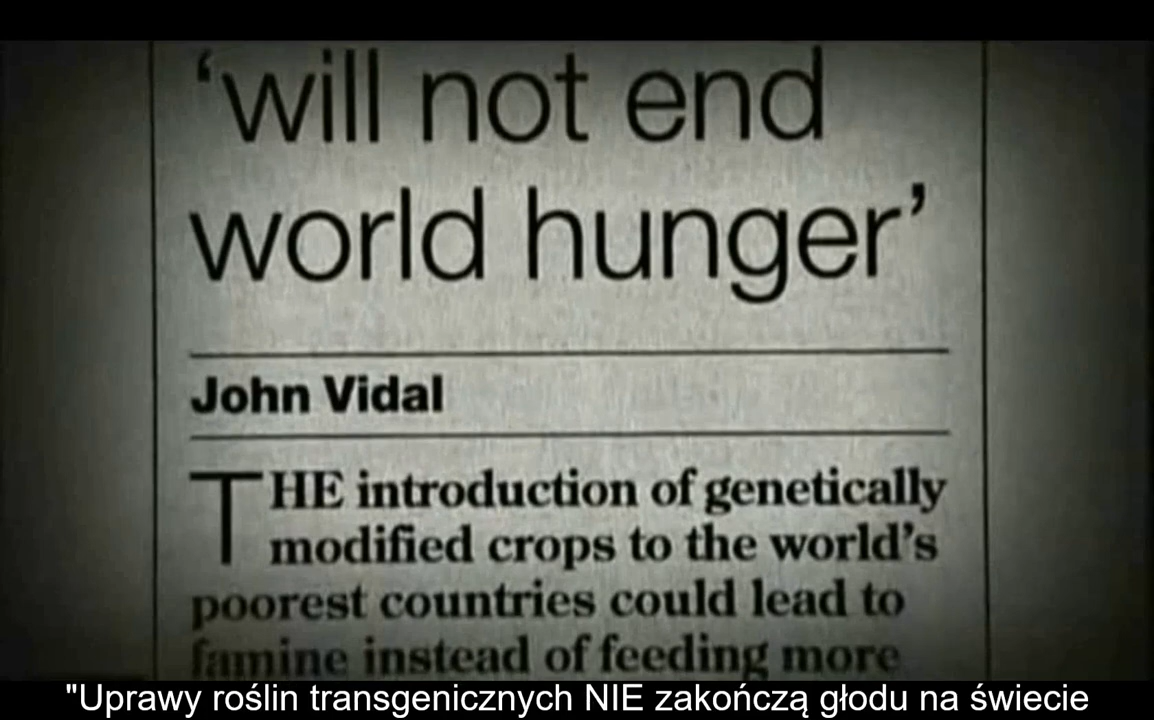 ‘will not end
world hunger’
John Vidal
THE introduction of genetically
modified crops to the world’s
poorest countries could lead to
famine instead of feeding more
"Uprawy roślin transgenicznych NIE zakończą głodu na świecie